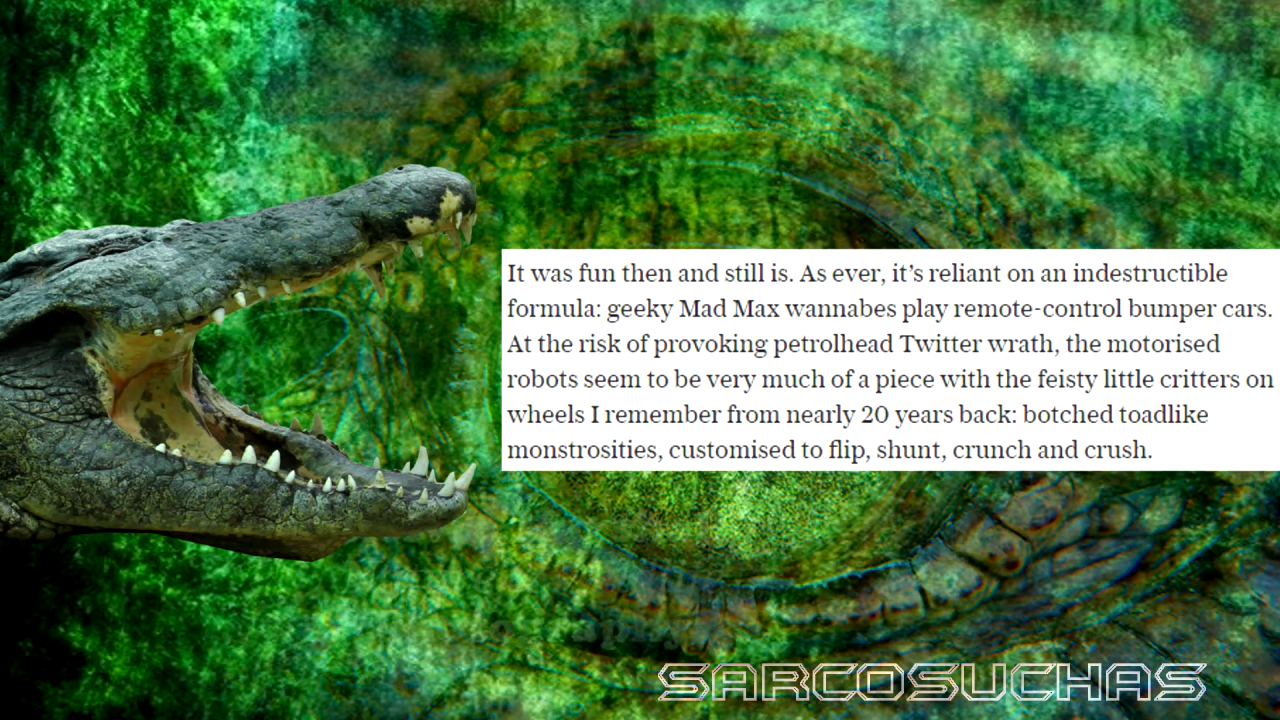 It was fun then and still is. As ever, it’s reliant on an indestructible
formula: geeky Mad Max wannabes play remote-control bumper cars.
At the risk of provoking petrolhead Twitter wrath, the motorised
robots seem to be very much of a piece with the feisty little critters on
wheels I remember from nearly 20 years back: botched toadlike
monstrosities, customised to flip, shunt, crunch and crush.
SARCOSUCHAS